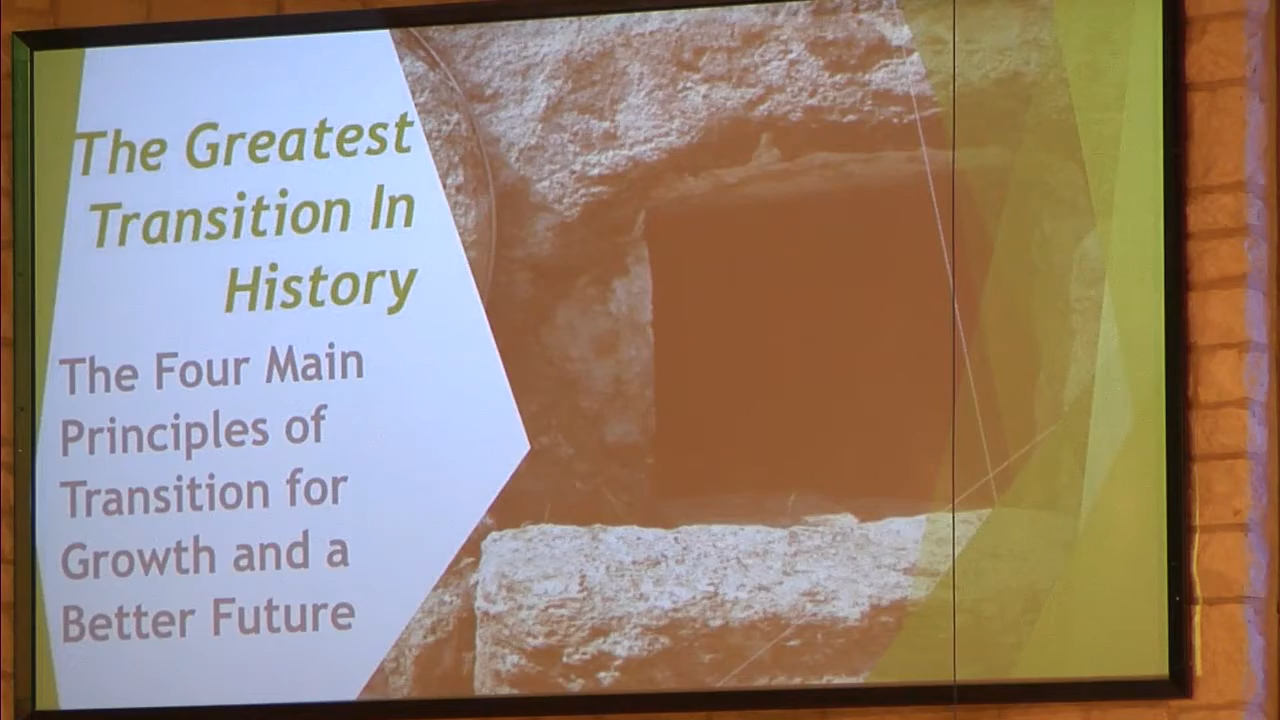 The Greatest
Transition In
History
The Four Main
Principles of
Transition for
Growth and a
Better Future